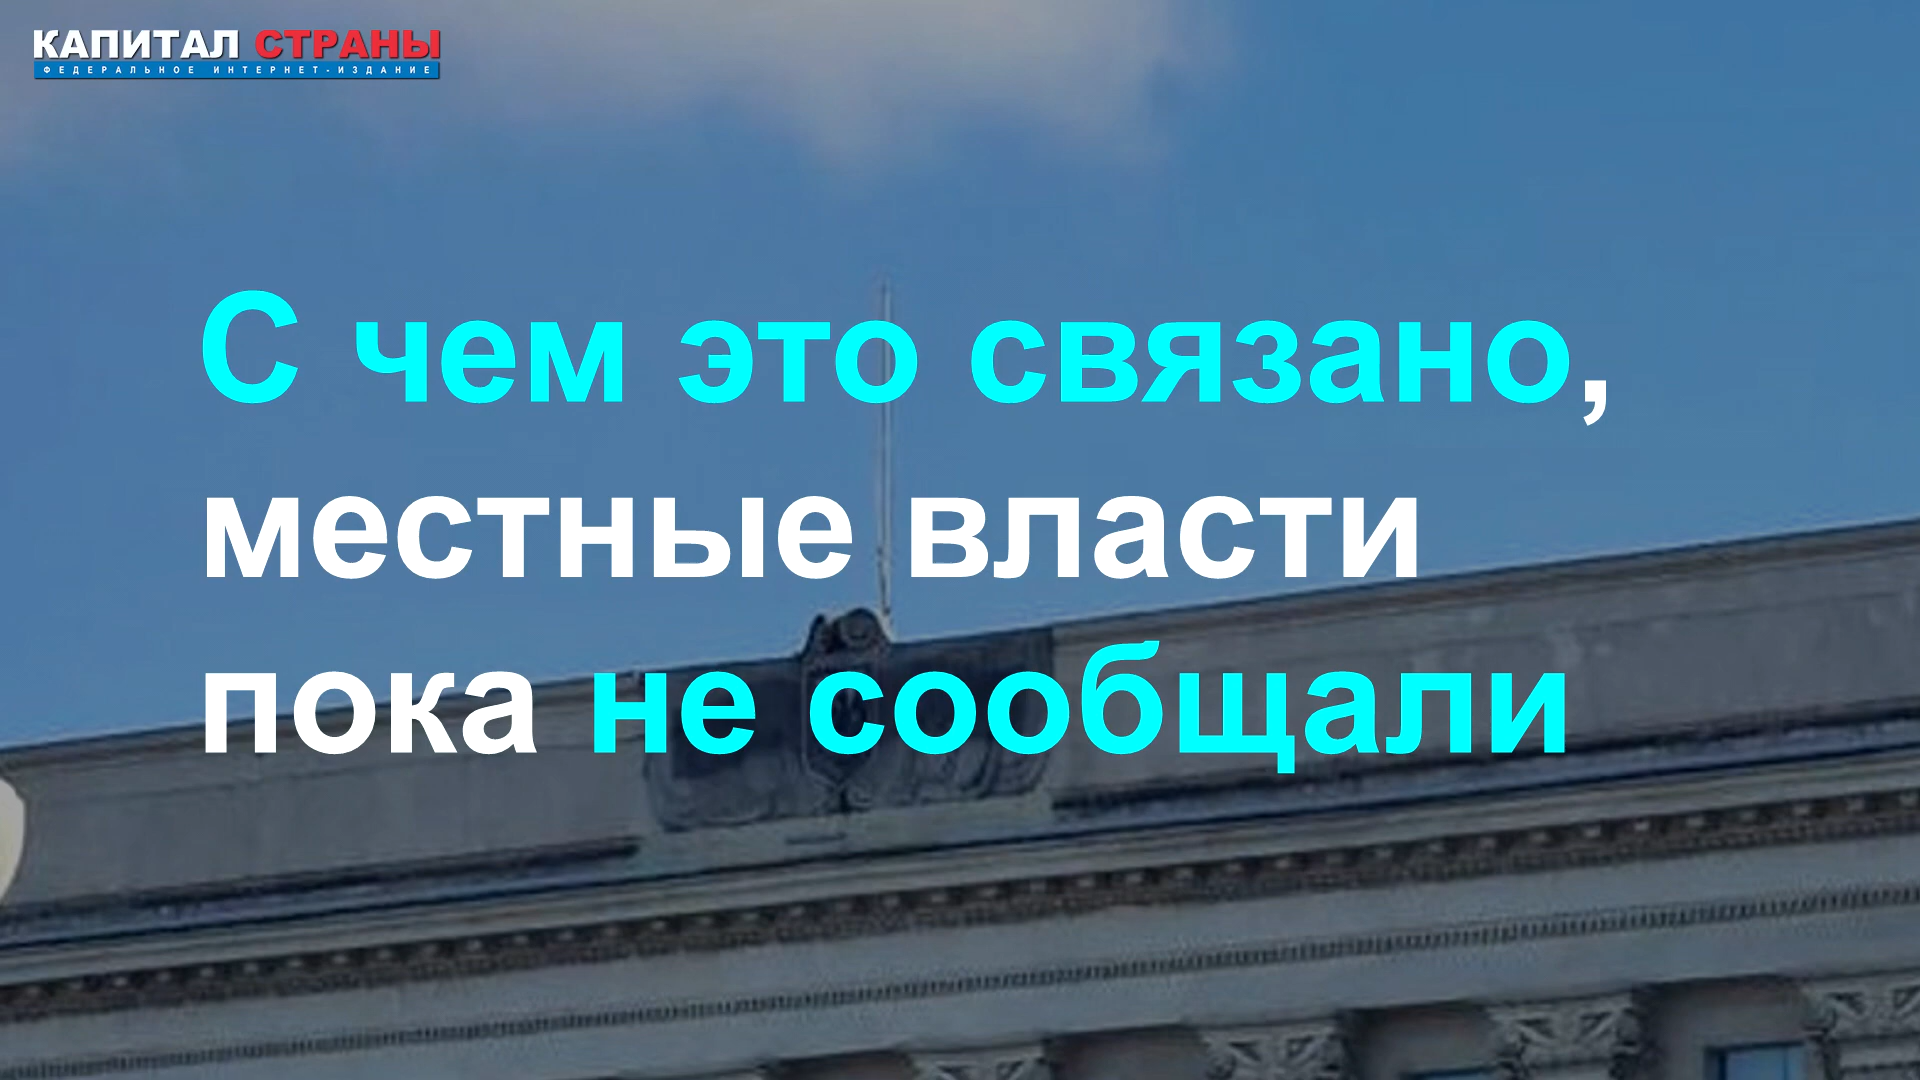 КАПИТАЛ СТРАНЫ
ФЕДЕРАЛЬНОЕ ИНТЕРНЕТ-ИЗДАНИЕ
С чем это связано,
местные власти
пока не сообщали